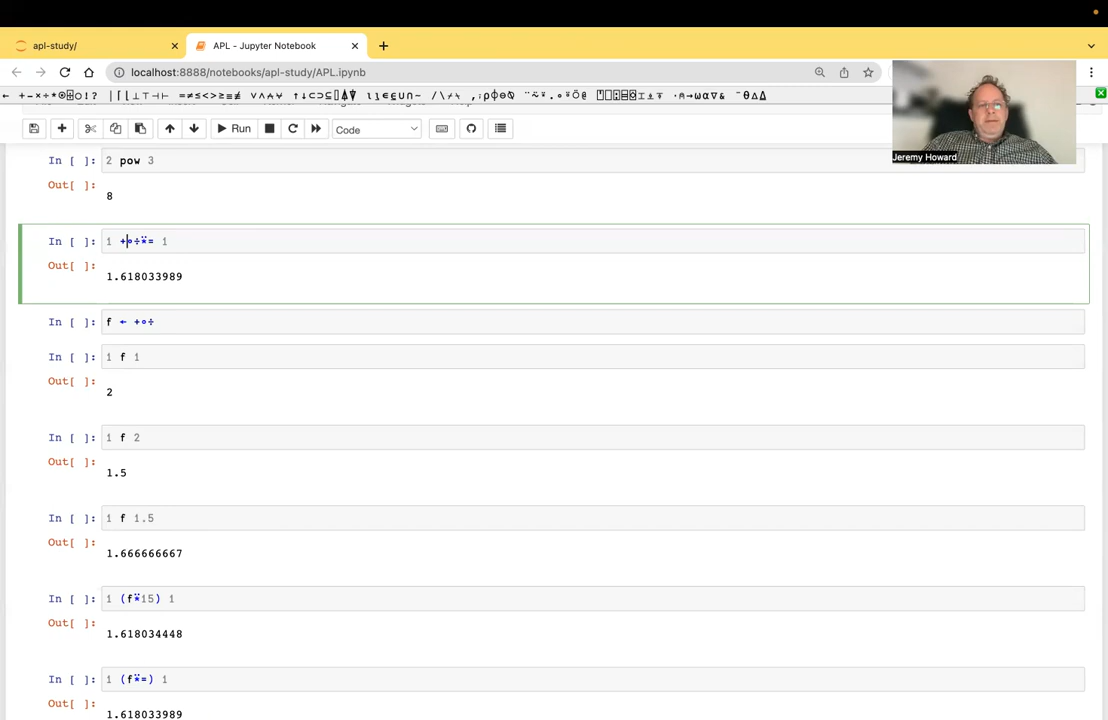 apl-study/
APL - Jupyter Notebook
localhost:8888/notebooks/apl-study/APL.ipynb
Run
Code
Jeremy Howard
In [ ]: 2 pow 3
Out[ ]:
8
In [ ]: 1 +∘÷⍣= 1
Out[ ]:
1.618033989
In [ ]: f ← +∘÷
In [ ]: 1 f 1
Out[ ]:
2
In [ ]: 1 f 2
Out[ ]:
1.5
In [ ]: 1 f 1.5
Out[ ]:
1.666666667
In [ ]: 1 (f⍣15) 1
Out[ ]:
1.618034448
In [ ]: 1 (f⍣=) 1
Out[ ]:
1.618033989